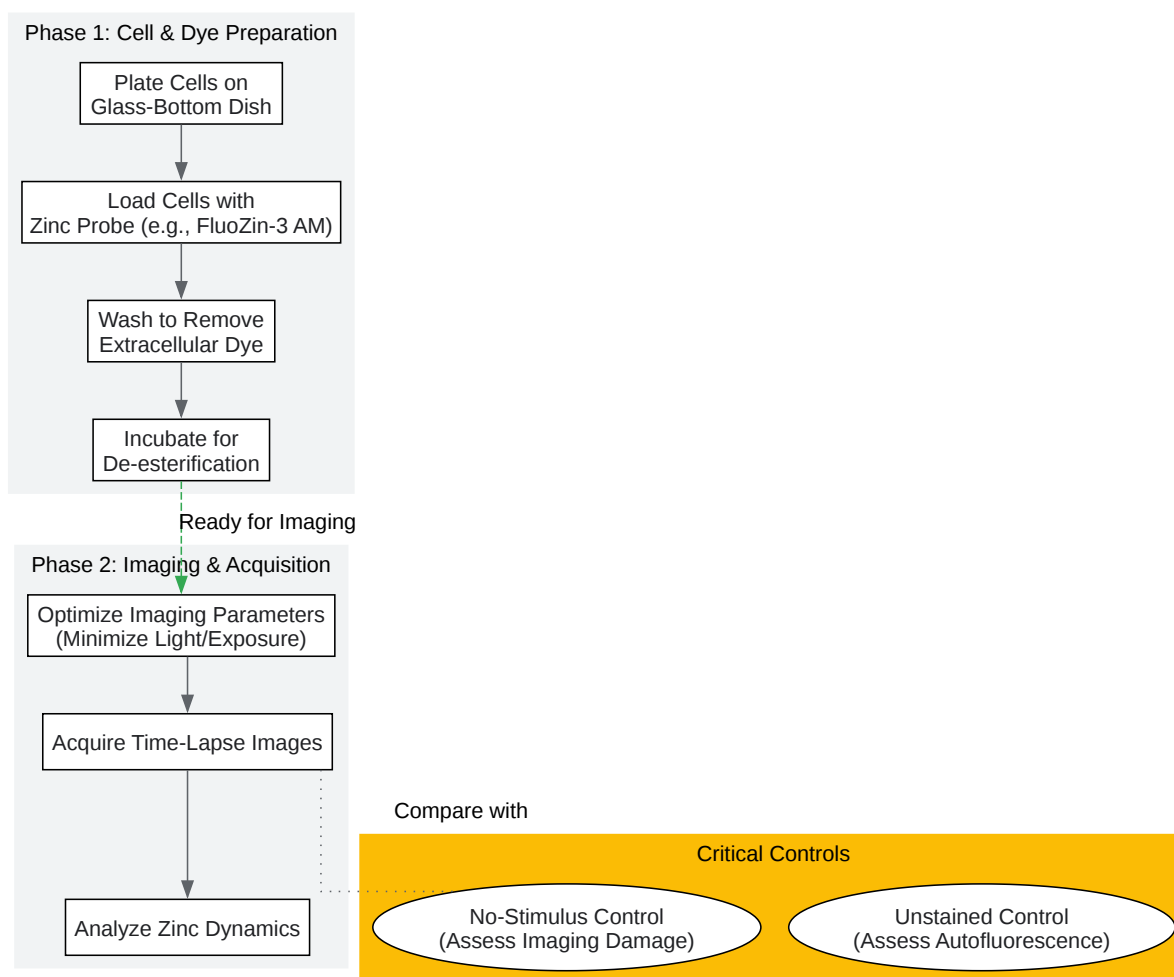 Phase 1: Cell & Dye Preparation
Plate Cells on
Glass-Bottom Dish
Load Cells with
Zinc Probe (e.g., FluoZin-3 AM)
Wash to Remove
Extracellular Dye
Incubate for
De-esterification
Ready for Imaging
Phase 2: Imaging & Acquisition
Optimize Imaging Parameters
(Minimize Light/Exposure)
Acquire Time-Lapse Images
Compare with
Critical Controls
No-Stimulus Control
(Assess Imaging Damage)
Unstained Control
(Assess Autofluorescence)
Analyze Zinc Dynamics